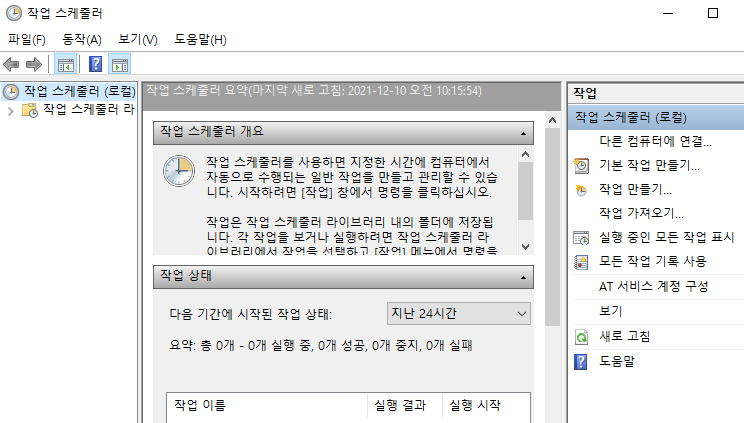 작업 스케줄러
파일(F) 동작(A) 보기(V) 도움말(H)
작업 스케줄러 (로컬)
작업 스케줄러 라
작업 스케줄러 요약(마지막 새로 고침: 2021-12-10 오전 10:15:54)
작업 스케줄러 개요
작업 스케줄러를 사용하면 지정한 시간에 컴퓨터에서
자동으로 수행되는 일반 작업을 만들고 관리할 수 있습
니다. 시작하려면 [작업] 창에서 명령을 클릭하십시오.
작업은 작업 스케줄러 라이브러리 내의 폴더에 저장됩
니다. 각 작업을 보거나 실행하려면 작업 스케줄러 라
이브러리에서 작업을 선택하고 [작업] 메뉴에서 명령을
작업 상태
다음 기간에 시작된 작업 상태: 지난 24시간
요약: 총 0개 - 0개 실행 중, 0개 성공, 0개 중지, 0개 실패
작업 이름 실행 결과 실행 시작
작업
작업 스케줄러 (로컬)
다른 컴퓨터에 연결...
기본 작업 만들기...
작업 만들기...
작업 가져오기...
실행 중인 모든 작업 표시
모든 작업 기록 사용
AT 서비스 계정 구성
보기
새로 고침
도움말